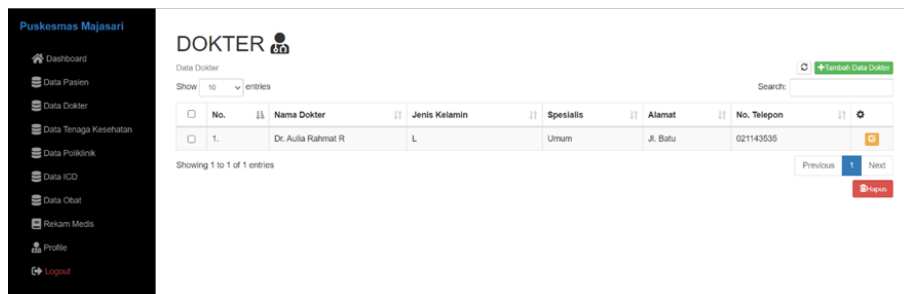 Puskesmas Majasari
Dashboard
Data Pasien
Data Dokter
Data Tenaga Kesehatan
Data Poliklinik
Data ICD
Data Obat
Rekam Medis
Profile
Logout
DOKTER
Data Dokter
Tambah Data Dokter
Show 10 entries
Search:
No. Nama Dokter Jenis Kelamin Spesialis Alamat No. Telepon
1. Dr. Aulia Rahmat R L Umum Jl. Batu 021143535
Showing 1 to 1 of 1 entries
Previous 1 Next
Hapus